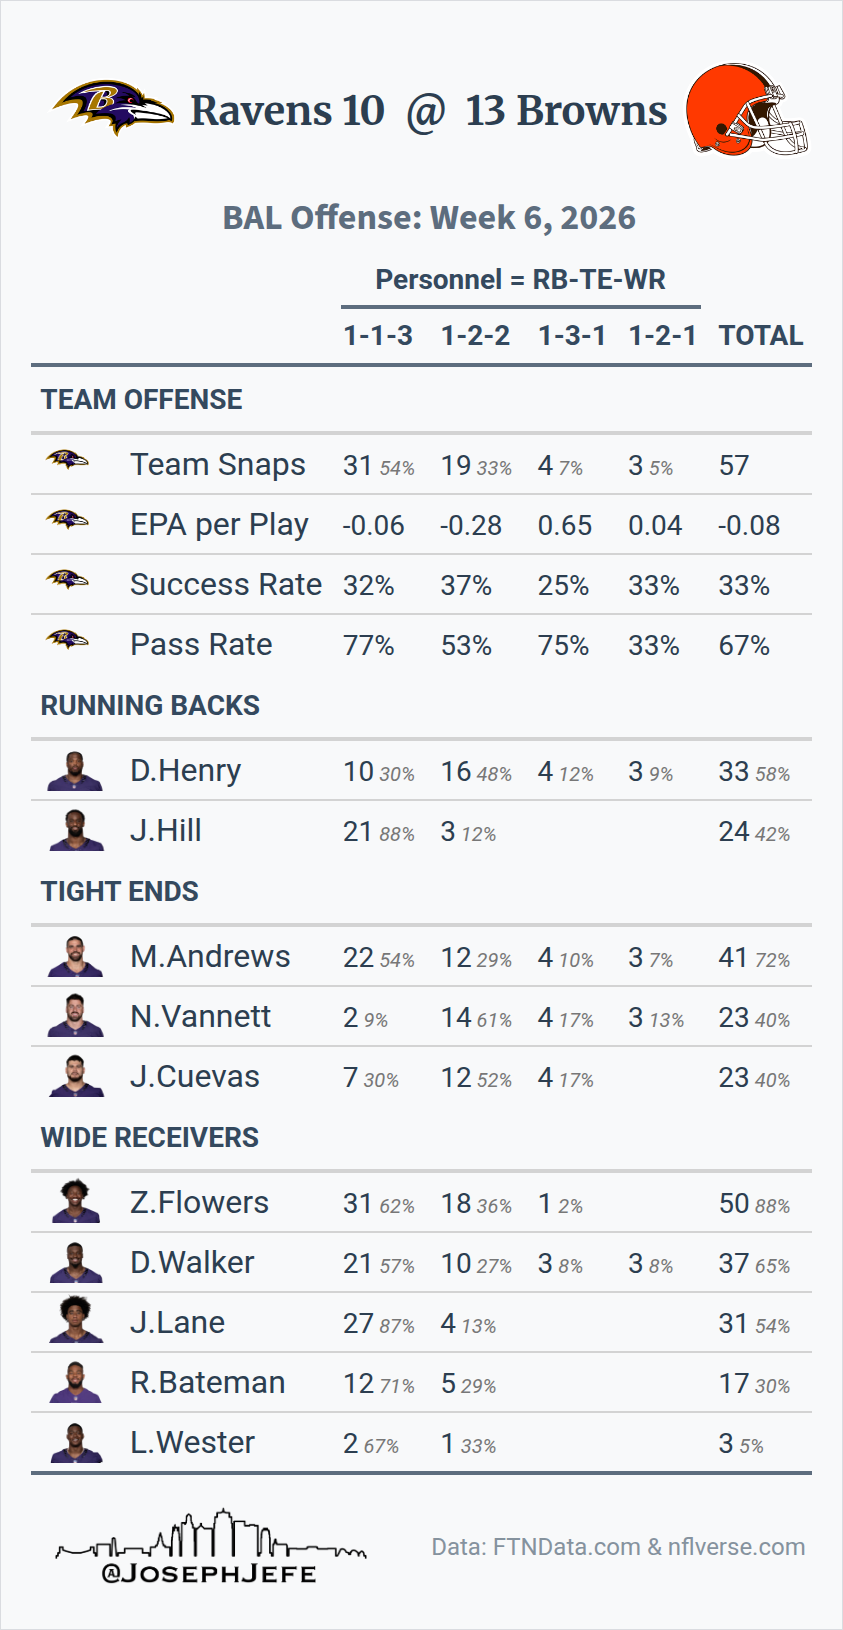 Ravens 10 @ 13 Browns
BAL Offense: Week 6, 2026
Personnel = RB-TE-WR
1-1-3 1-2-2 1-3-1 1-2-1 TOTAL
TEAM OFFENSE
Team Snaps 31 54% 19 33% 4 7% 3 5% 57
EPA per Play -0.06 -0.28 0.65 0.04 -0.08
Success Rate 32% 37% 25% 33% 33%
Pass Rate 77% 53% 75% 33% 67%
RUNNING BACKS
D.Henry 10 30% 16 48% 4 12% 3 9% 33 58%
J.Hill 21 88% 3 12% 24 42%
TIGHT ENDS
M.Andrews 22 54% 12 29% 4 10% 3 7% 41 72%
N.Vannett 2 9% 14 61% 4 17% 3 13% 23 40%
J.Cuevas 7 30% 12 52% 4 17% 23 40%
WIDE RECEIVERS
Z.Flowers 31 62% 18 36% 1 2% 50 88%
D.Walker 21 57% 10 27% 3 8% 3 8% 37 65%
J.Lane 27 87% 4 13% 31 54%
R.Bateman 12 71% 5 29% 17 30%
L.Wester 2 67% 1 33% 3 5%
@JosephJefe
Data: FTNData.com & nflverse.com